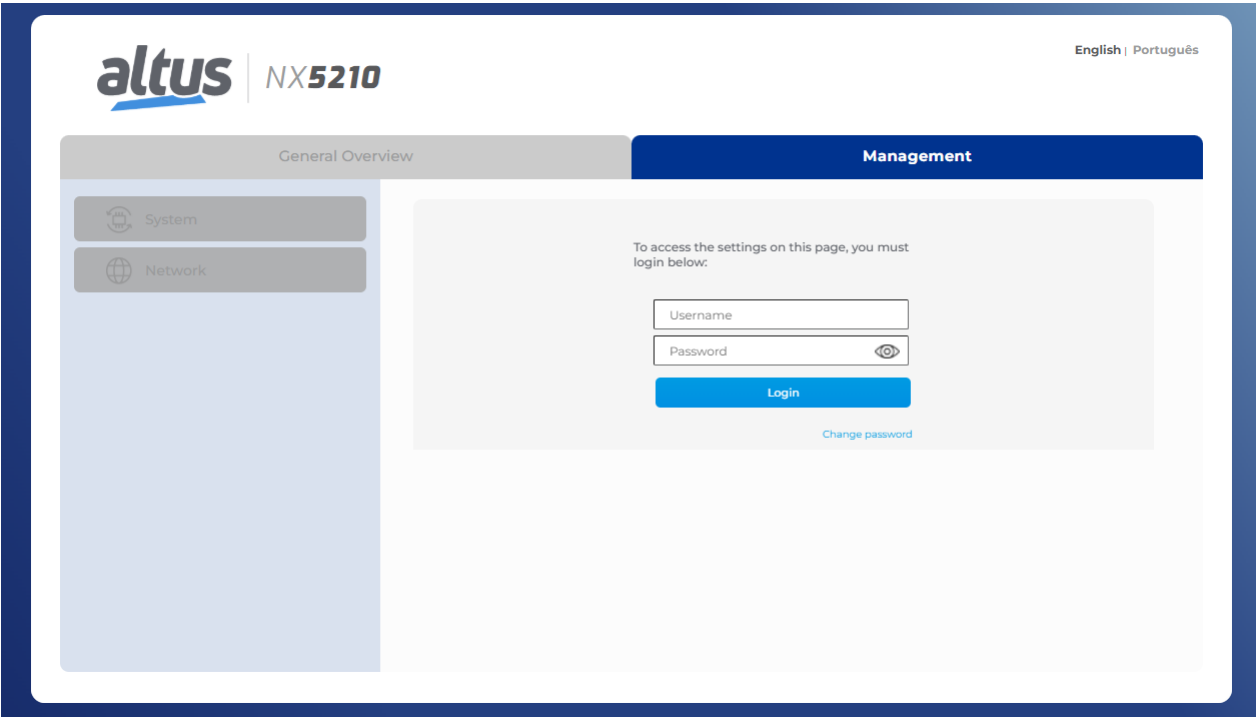 altus NX5210
English | Português
General Overview
Management
System
Network
To access the settings on this page, you must
login below:
Username
Password
Login
Change password